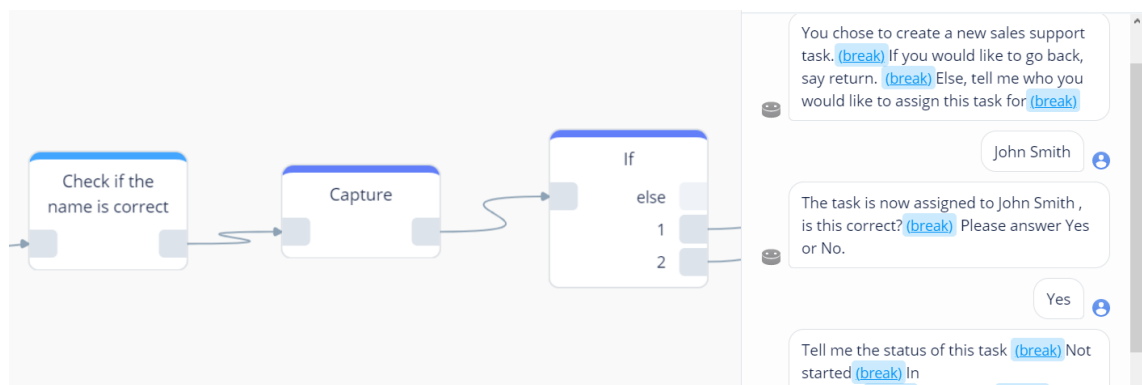 Check if the
name is correct
Capture
If
else
1
2
You chose to create a new sales support
task. (break) If you would like to go back,
say return. (break) Else, tell me who you
would like to assign this task for (break)
John Smith
The task is now assigned to John Smith ,
is this correct? (break) Please answer Yes
or No.
Yes
Tell me the status of this task (break) Not
started (break) In